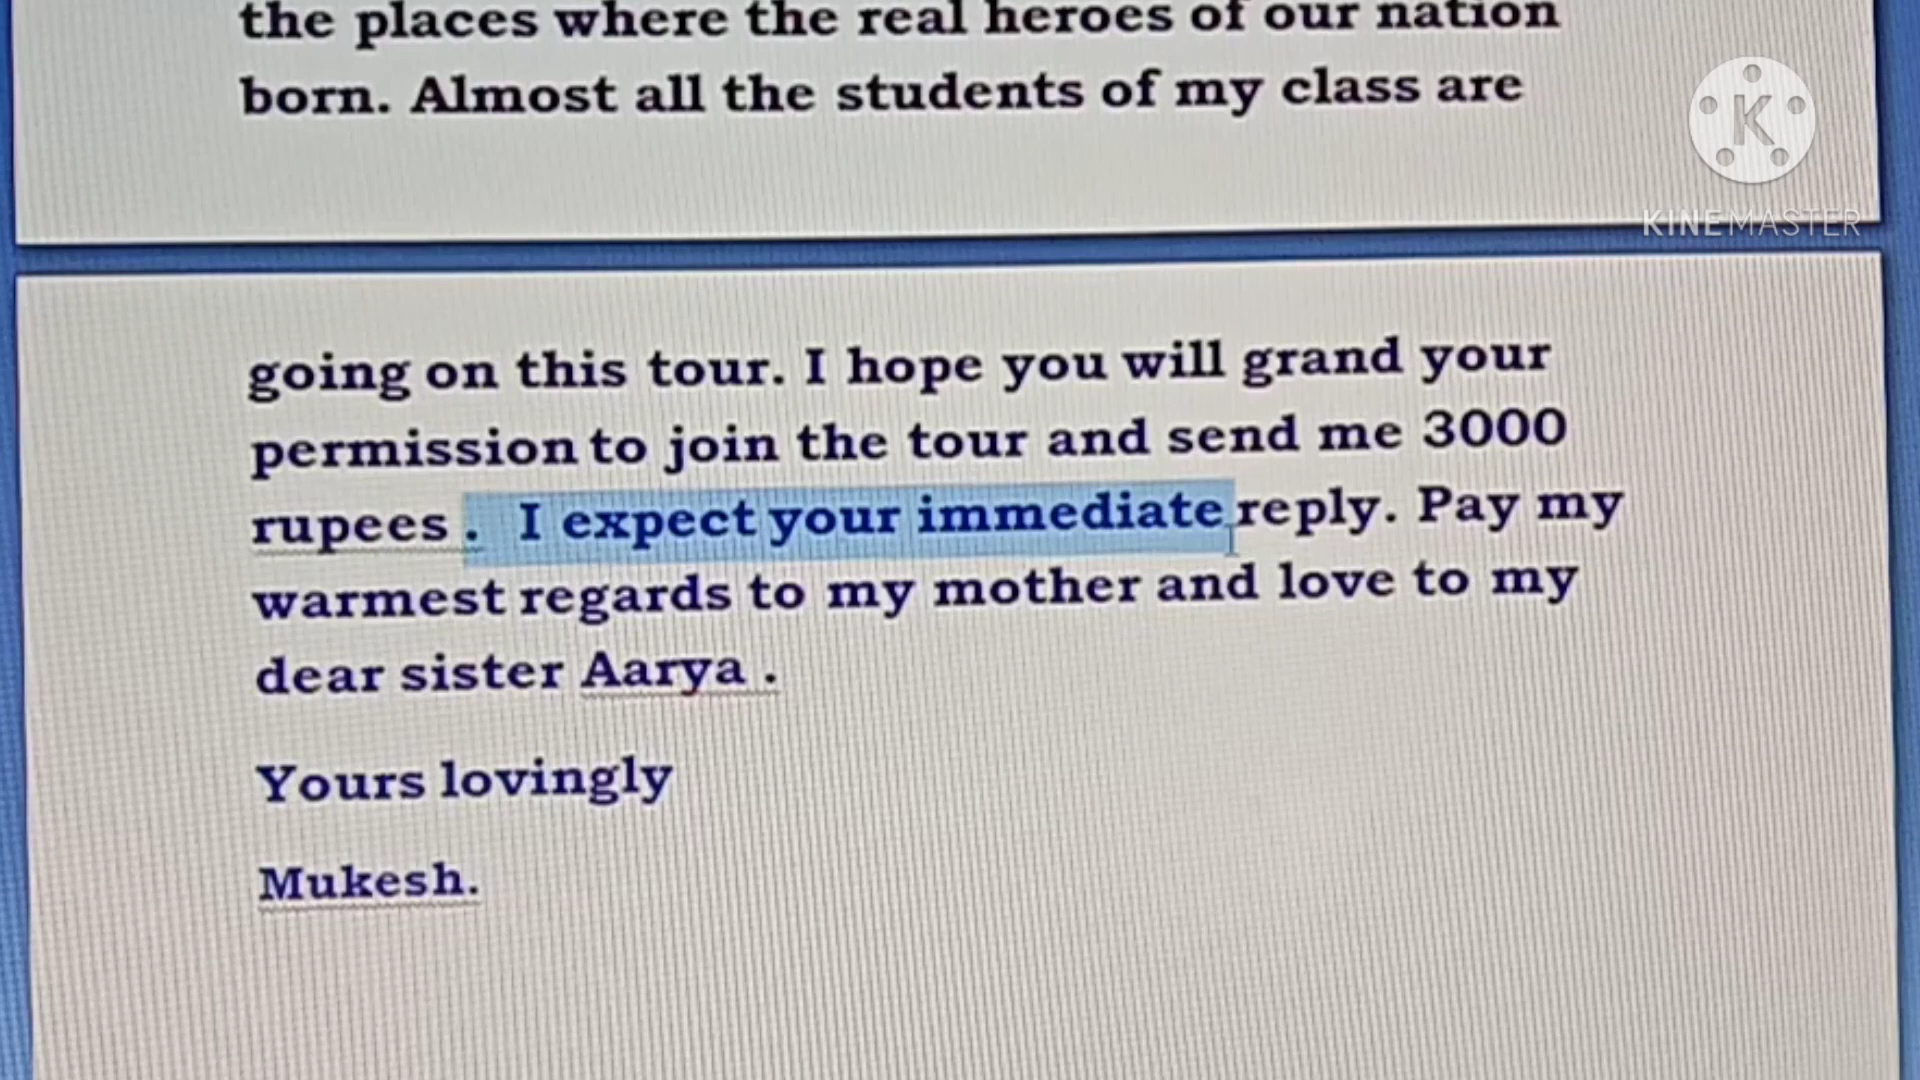 the places where the real heroes of our nation
born. Almost all the students of my class are
KINEMASTER
going on this tour. I hope you will grand your
permission to join the tour and send me 3000
rupees . I expect your immediate reply. Pay my
warmest regards to my mother and love to my
dear sister Aarya .
Yours lovingly
Mukesh.